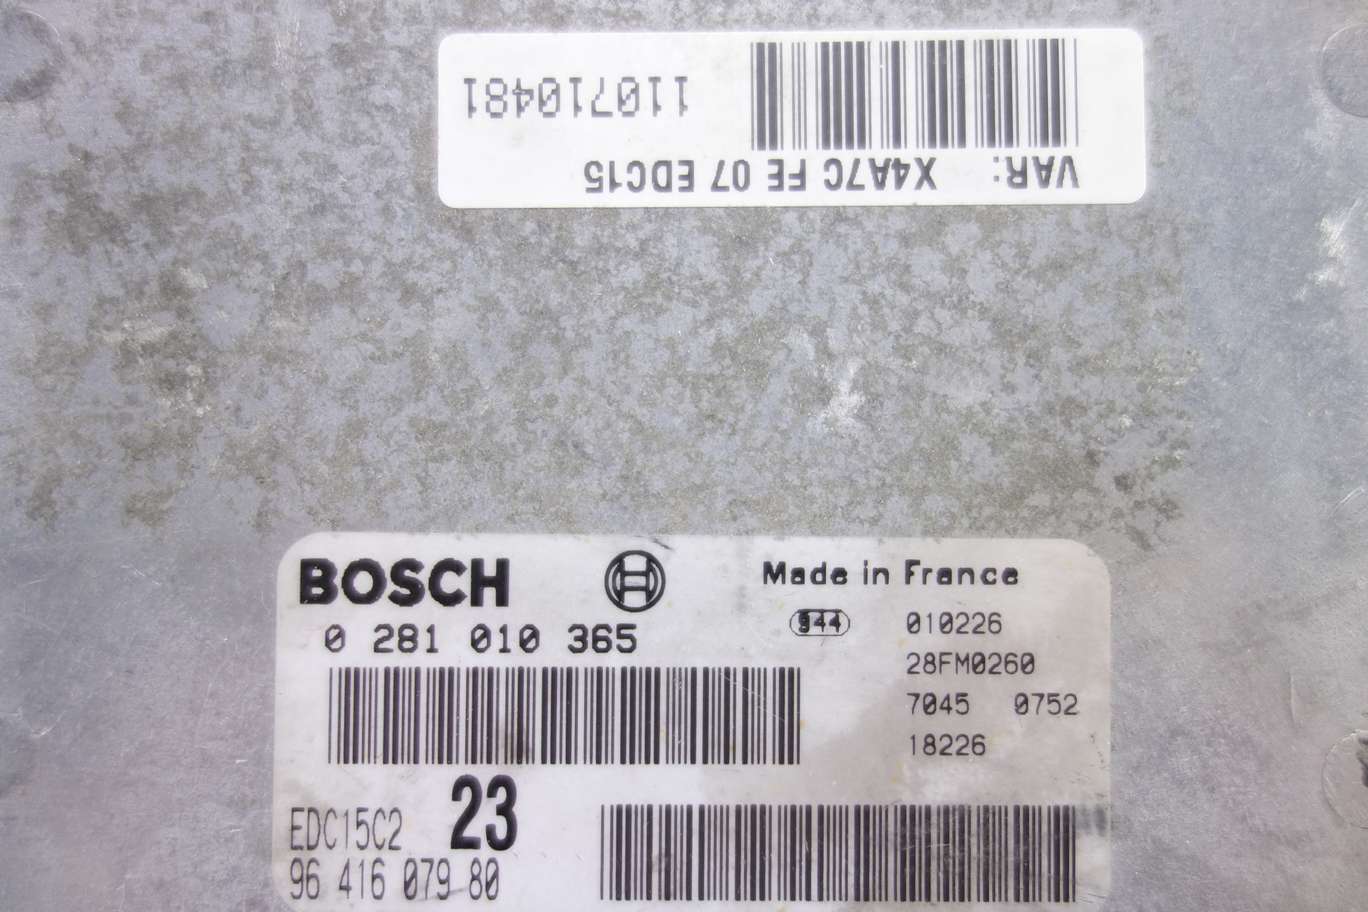 VAR: X4A7C FE 07 EDC15
110710481
BOSCH
Made in France
0 281 010 365
944
010226
28FM0260
7045 0752
18226
EDC15C2
23
96 416 079 80